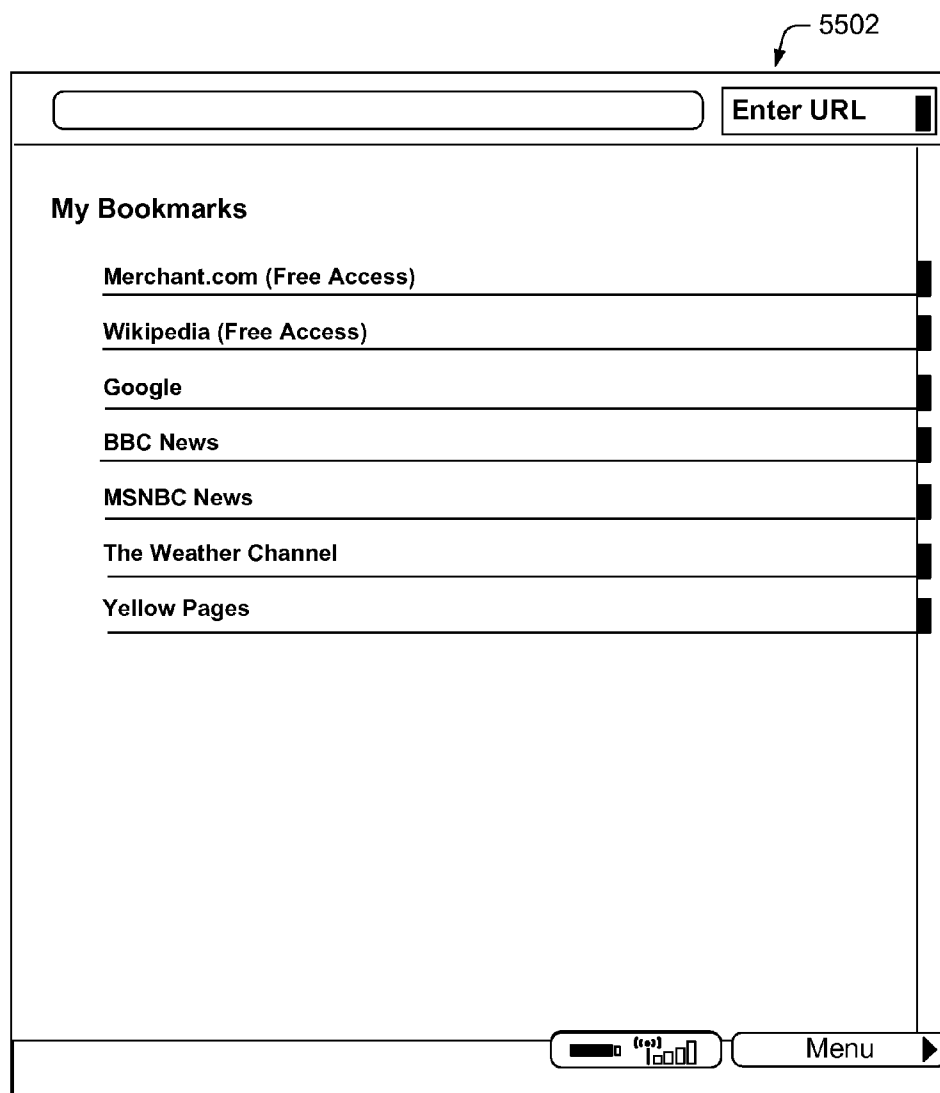 5502
Enter URL
My Bookmarks
Merchant.com (Free Access)
Wikipedia (Free Access)
Google
BBC News
MSNBC News
The Weather Channel
Yellow Pages
Menu